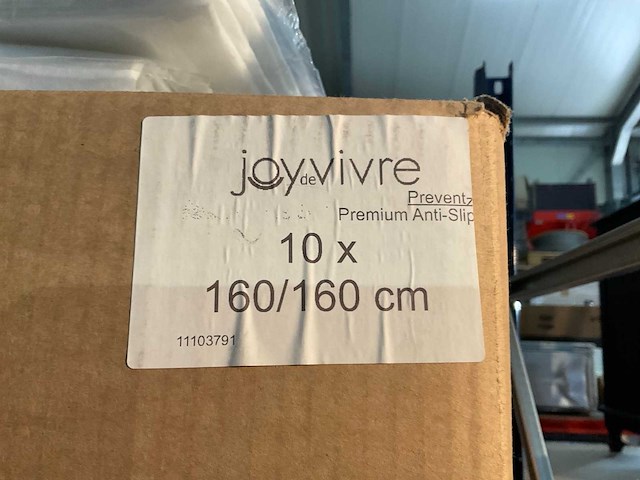 joy de vivre
Preventz
Premium Anti-Slip
10 x
160/160 cm
11103791